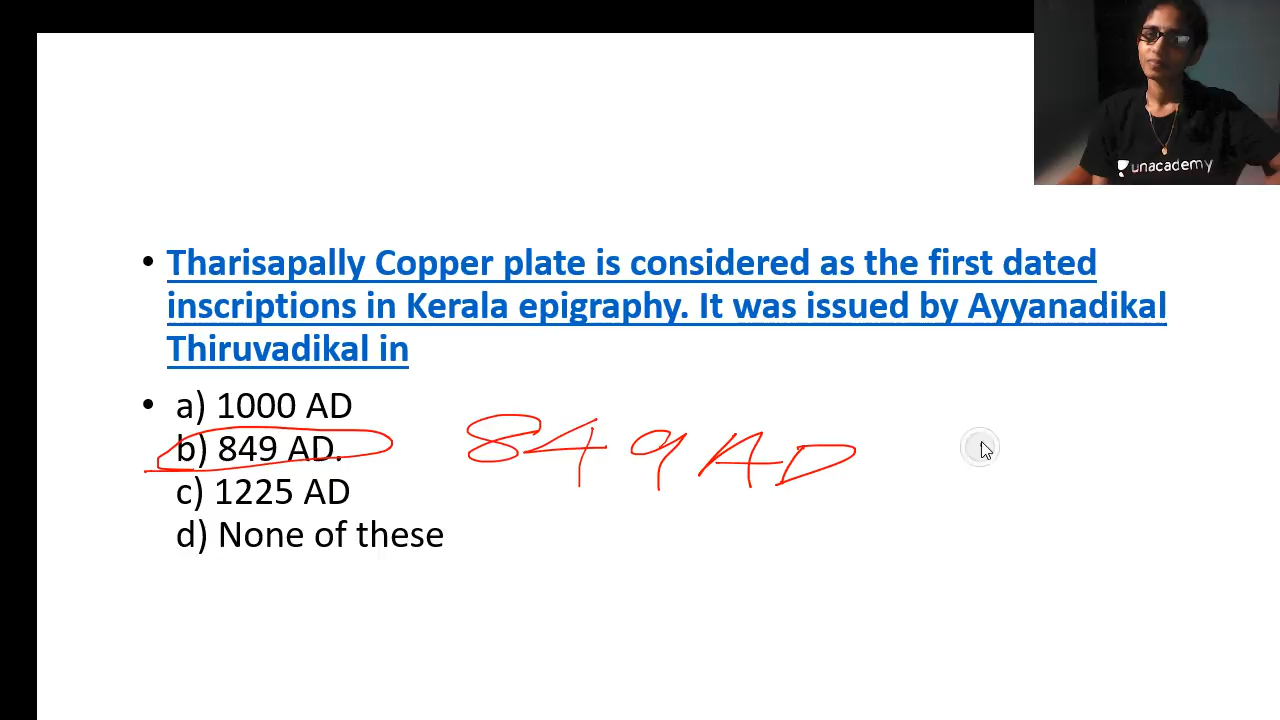 unacademy
• Tharisapally Copper plate is considered as the first dated
inscriptions in Kerala epigraphy. It was issued by Ayyanadikal
Thiruvadikal in
• a) 1000 AD
b) 849 AD.
849 AD
c) 1225 AD
d) None of these